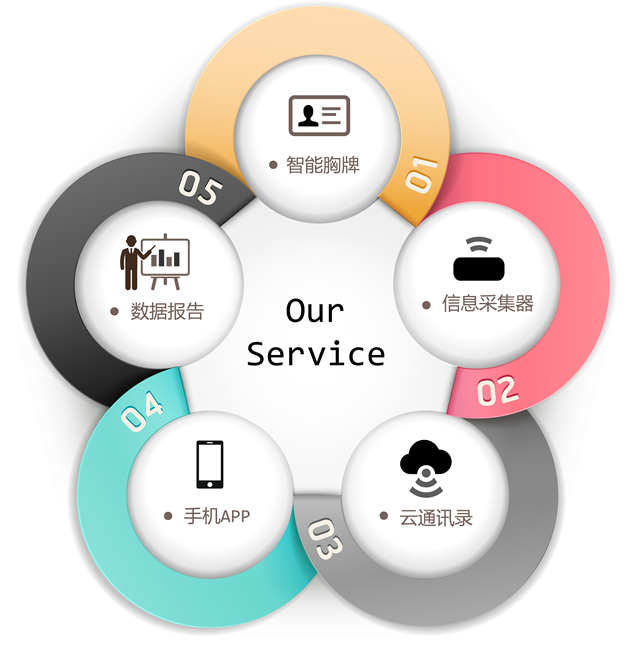 • 智能胸牌
01
• 信息采集器
02
• 云通讯录
03
• 手机APP
04
• 数据报告
05
Our
Service